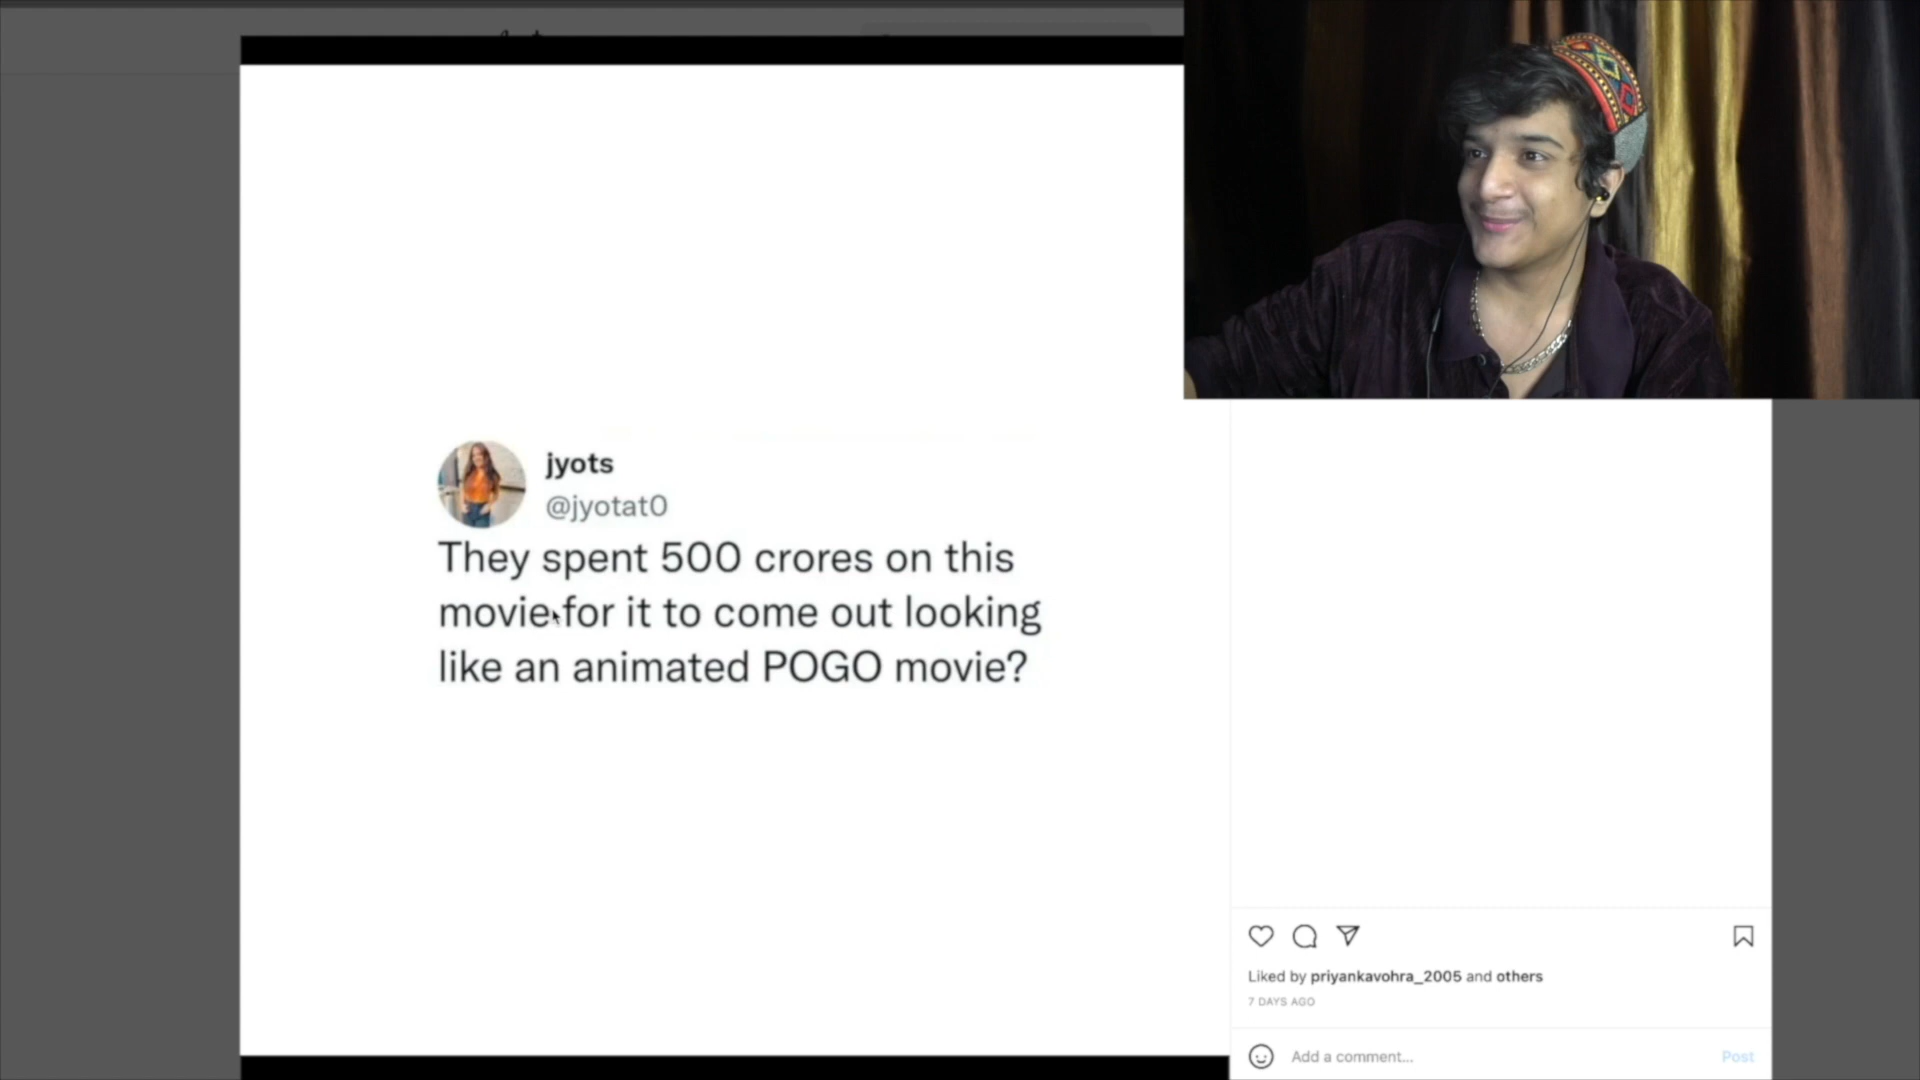 jyots
@jyotat0
They spent 500 crores on this
movie for it to come out looking
like an animated POGO movie?
Liked by priyankavohra_2005 and others
7 DAYS AGO
Add a comment...
Post